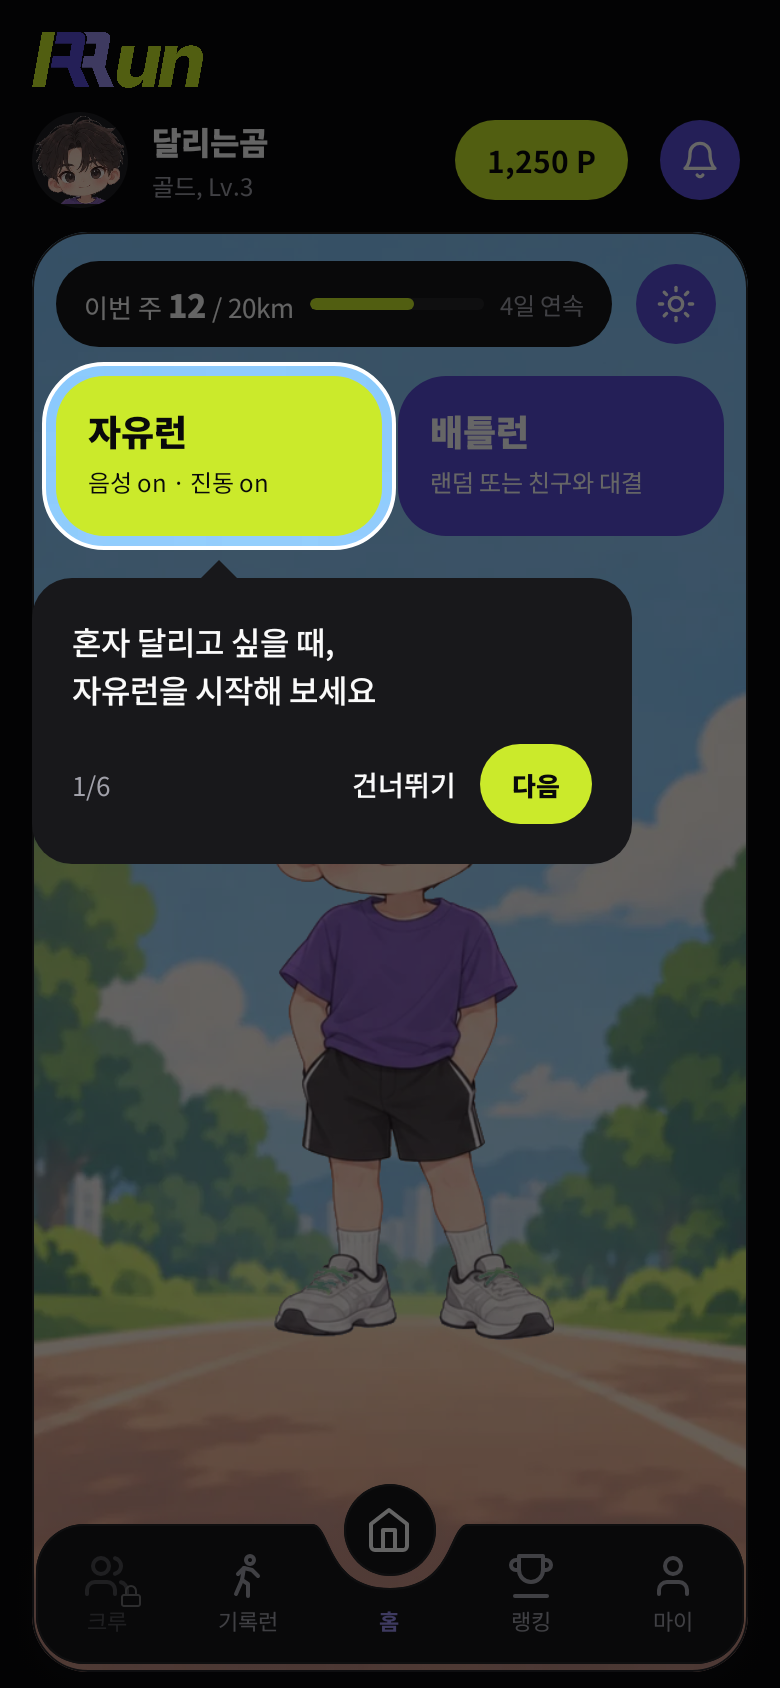 RRun
달리는곰
골드, Lv.3
1,250 P
이번 주 12 / 20km
4일 연속
자유런
음성 on · 진동 on
배틀런
랜덤 또는 친구와 대결
혼자 달리고 싶을 때,
자유런을 시작해 보세요
1/6
건너뛰기
다음
크루
기록런
홈
랭킹
마이